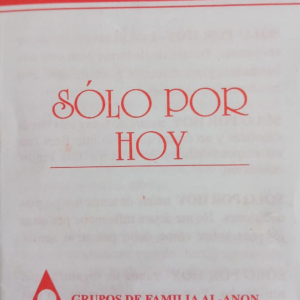 SÓLO POR
HOY
GRUPOS DE FAMILIA AL-ANON